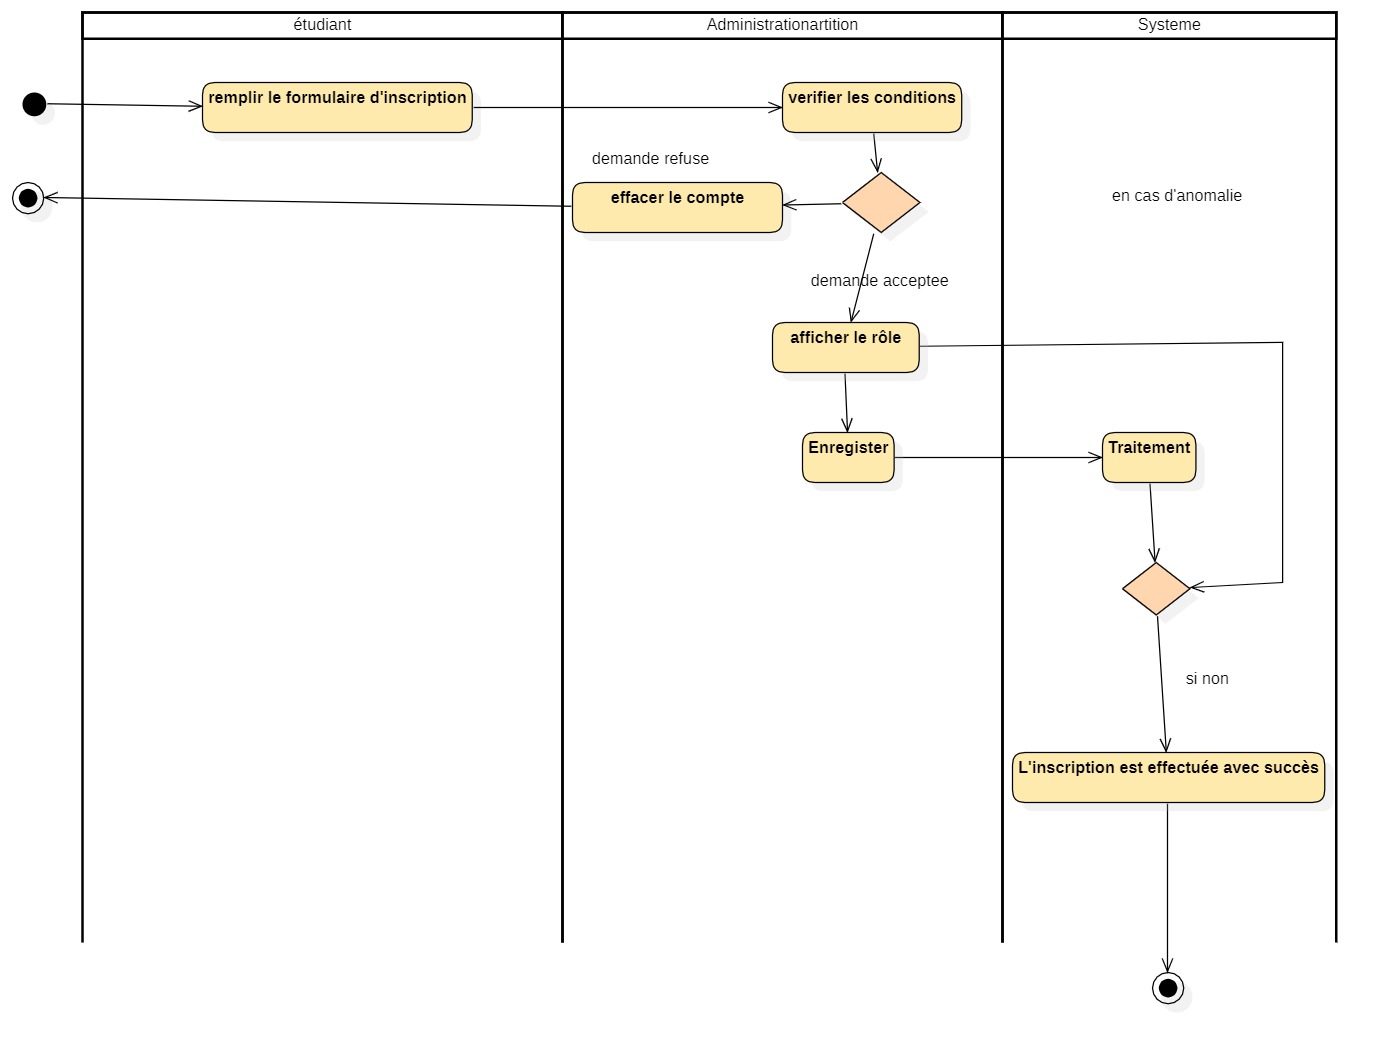 étudiant
Administrationartition
Systeme
remplir le formulaire d'inscription
verifier les conditions
demande refuse
effacer le compte
en cas d'anomalie
demande acceptee
afficher le rôle
Enregister
Traitement
si non
L'inscription est effectuée avec succès